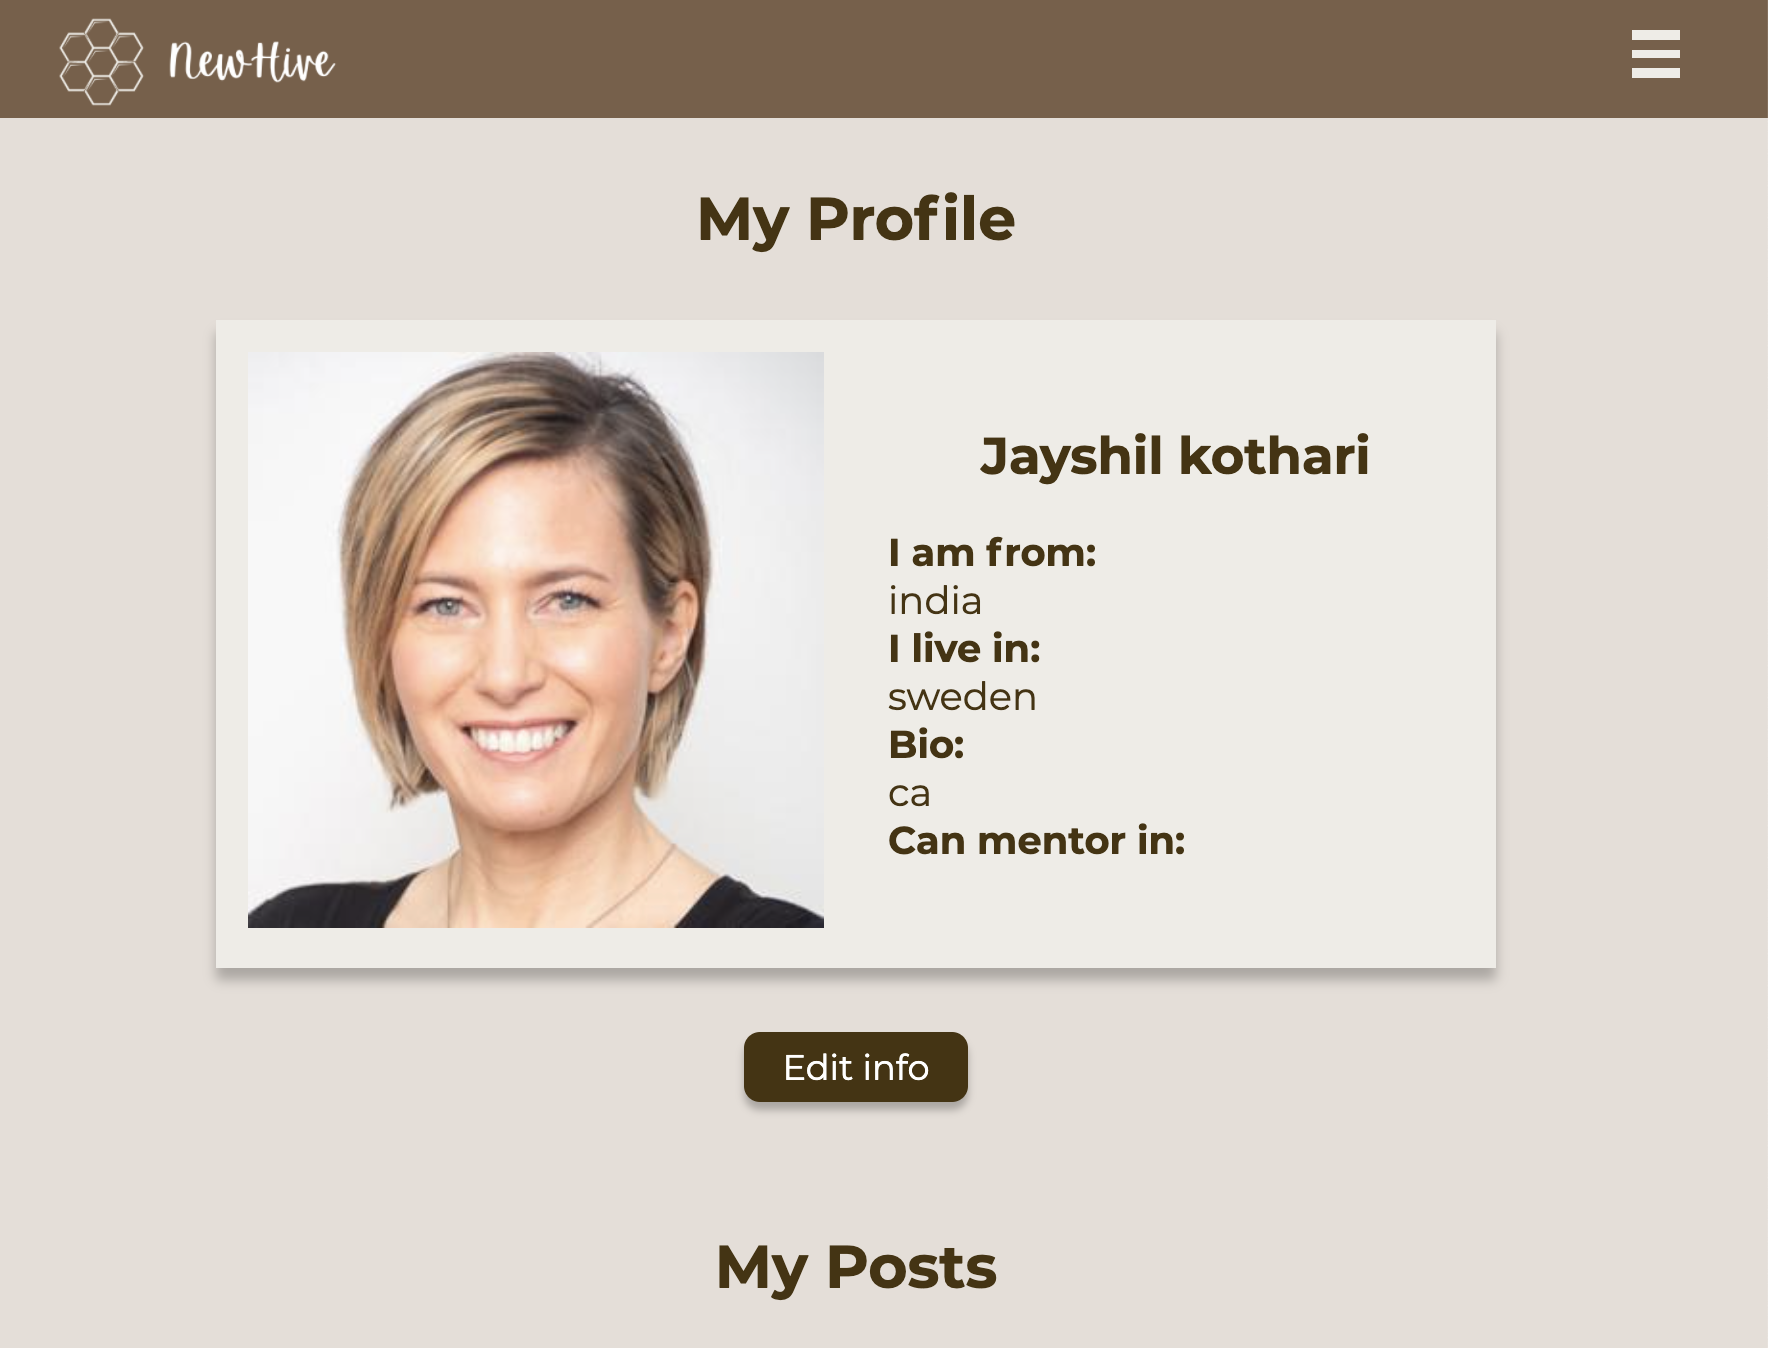 NewHive
My Profile
Jayshil kothari
I am from:
india
I live in:
sweden
Bio:
ca
Can mentor in:
Edit info
My Posts